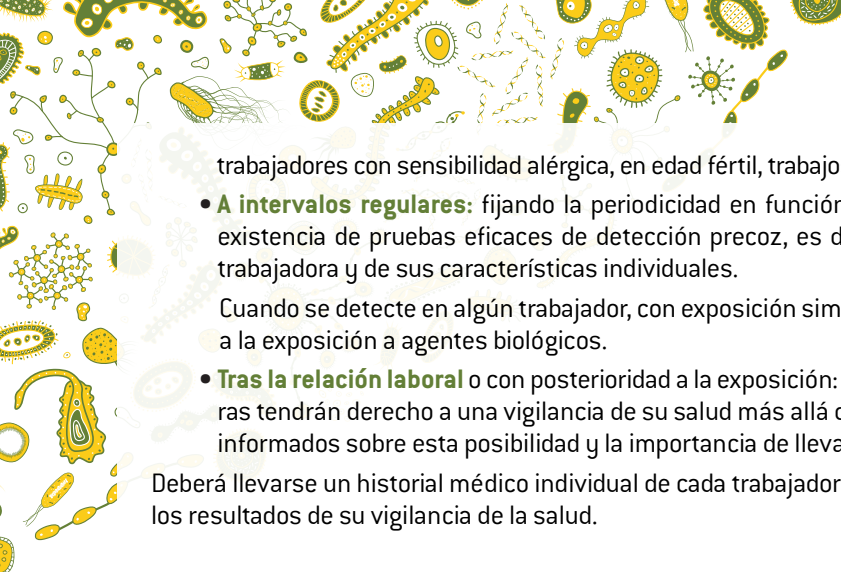 trabajadores con sensibilidad alérgica, en edad fértil, trabajo
• A intervalos regulares: fijando la periodicidad en función
existencia de pruebas eficaces de detección precoz, es d
trabajadora y de sus características individuales.
Cuando se detecte en algún trabajador, con exposición sim
a la exposición a agentes biológicos.
• Tras la relación laboral o con posterioridad a la exposición:
ras tendrán derecho a una vigilancia de su salud más allá
informados sobre esta posibilidad y la importancia de lleva
Deberá llevarse un historial médico individual de cada trabajador
los resultados de su vigilancia de la salud.